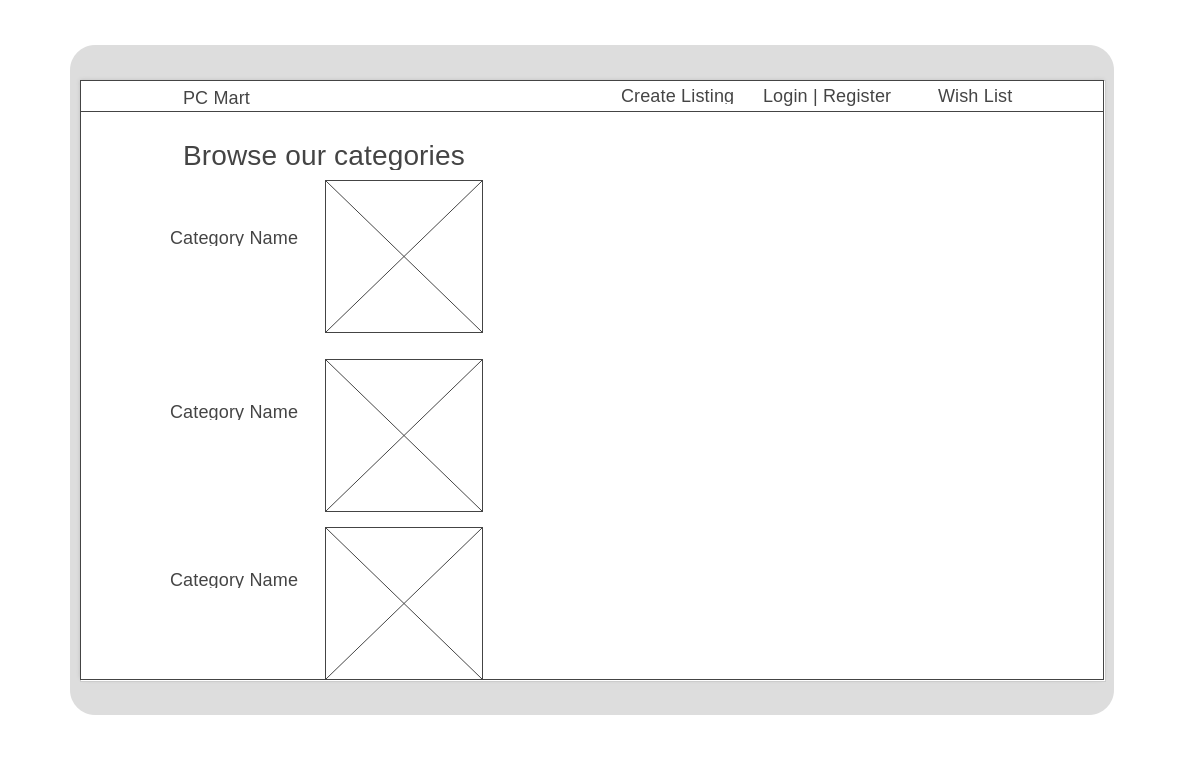 PC Mart Create Listing Login | Register Wish List
Browse our categories
Category Name
Category Name
Category Name